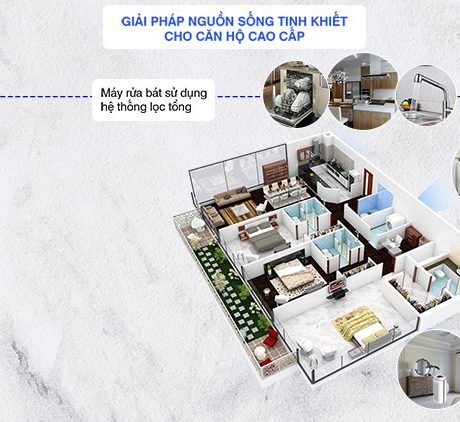 GIẢI PHÁP NGUỒN SỐNG TINH KHIẾT
CHO CĂN HỘ CAO CẤP
Máy rửa bát sử dụng
hệ thống lọc tổng